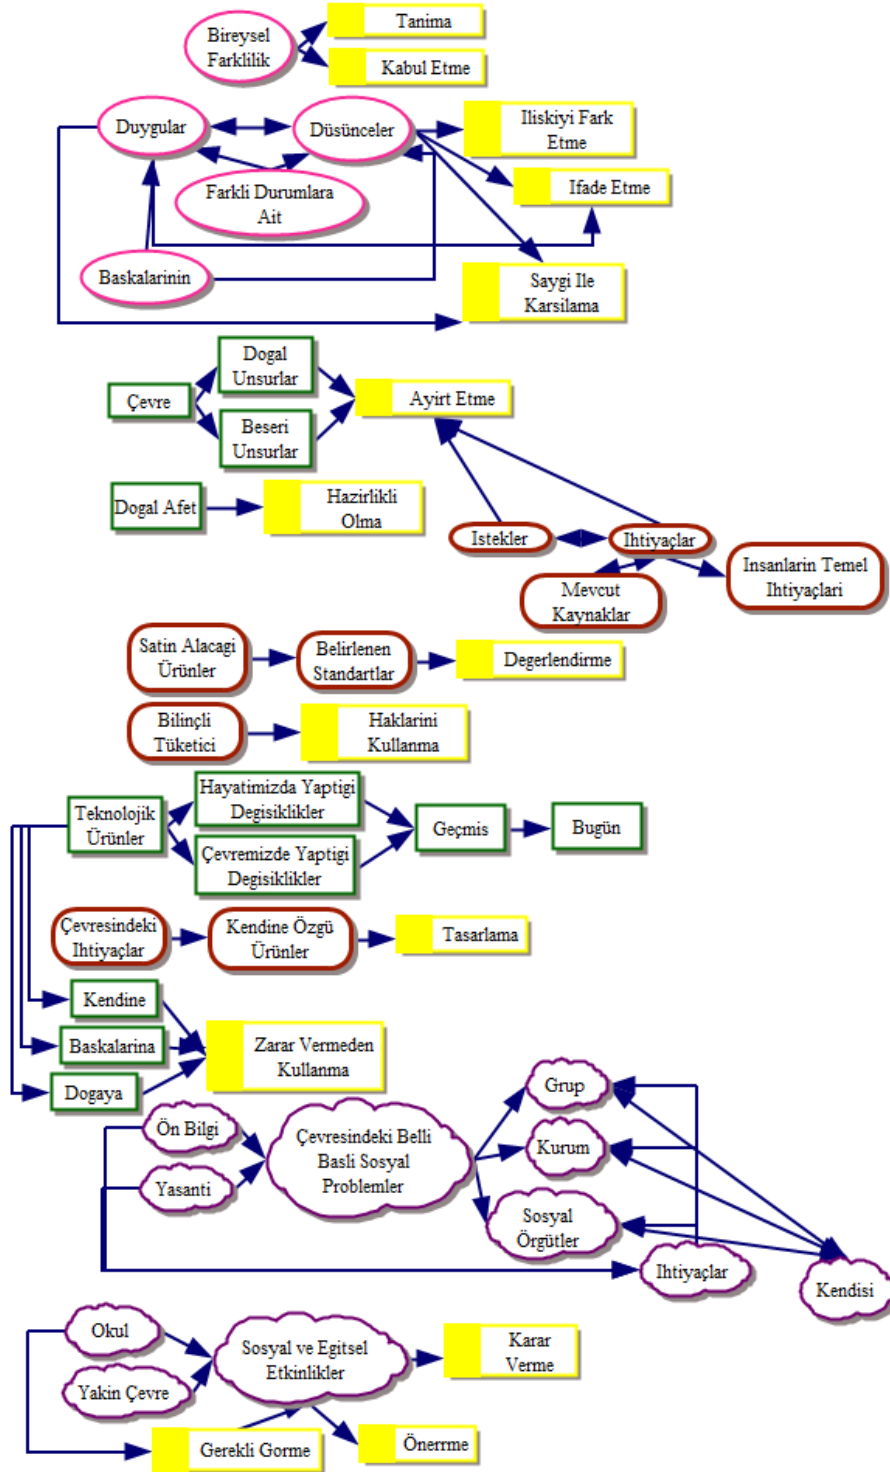 Bireysel
Farklilik
Tanima
Kabul Etme
Duygular
Düsünceler
Iliskiyi Fark
Etme
Farkli Durumlara
Ait
Ifade Etme
Baskalarinin
Saygi Ile
Karsilama
Çevre
Dogal
Unsurlar
Beseri
Unsurlar
Ayirt Etme
Dogal Afet
Hazirlikli
Olma
Istekler
Ihtiyaçlar
Mevcut
Kaynaklar
Insanlarin Temel
Ihtiyaçlari
Satin Alacagi
Ürünler
Belirlenen
Standartlar
Degerlendirme
Bilinçli
Tüketici
Haklarini
Kullanma
Teknolojik
Ürünler
Hayatimizda Yaptigi
Degisiklikler
Çevremizde Yaptigi
Degisiklikler
Geçmis
Bugün
Çevresindeki
Ihtiyaçlar
Kendine Özgü
Ürünler
Tasarlama
Kendine
Baskalarina
Dogaya
Zarar Vermeden
Kullanma
Ön Bilgi
Yasanti
Çevresindeki Belli
Basli Sosyal
Problemler
Grup
Kurum
Sosyal
Örgütler
Ihtiyaçlar
Kendisi
Okul
Yakin Çevre
Sosyal ve Egitsel
Etkinlikler
Karar
Verme
Gerekli Gorme
Önerrme